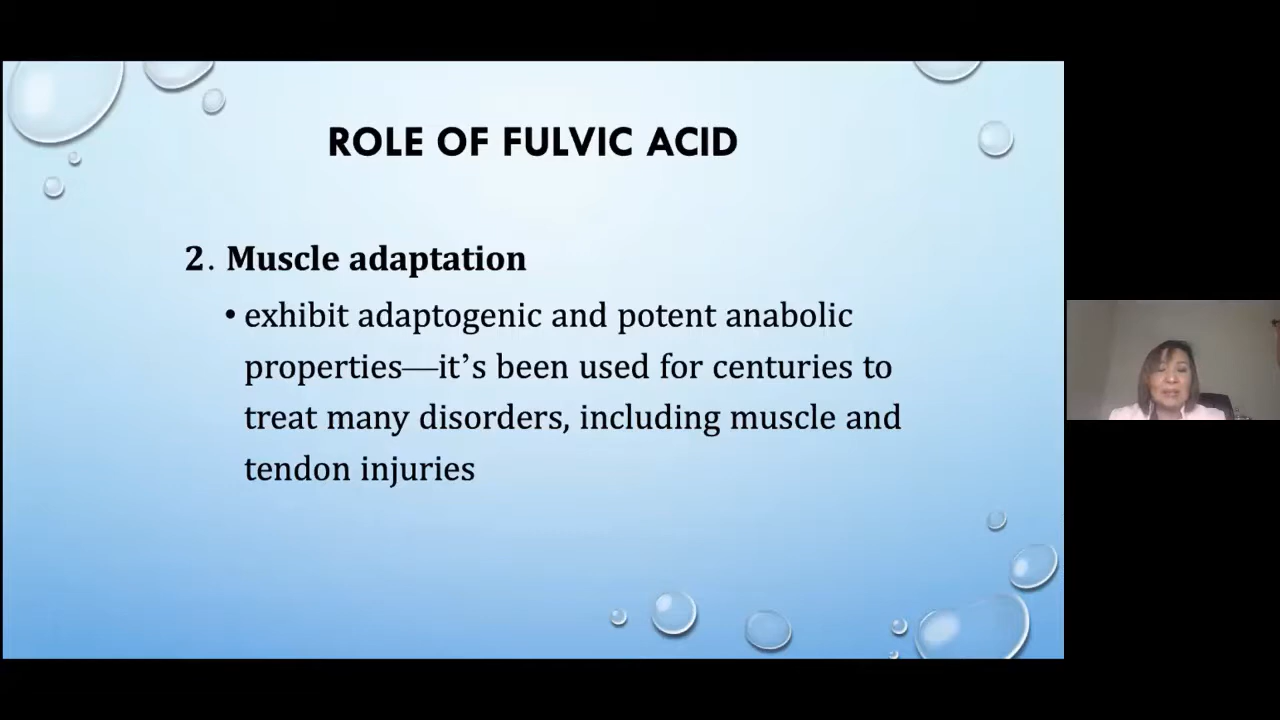 ROLE OF FULVIC ACID
2. Muscle adaptation
• exhibit adaptogenic and potent anabolic
properties—it’s been used for centuries to
treat many disorders, including muscle and
tendon injuries